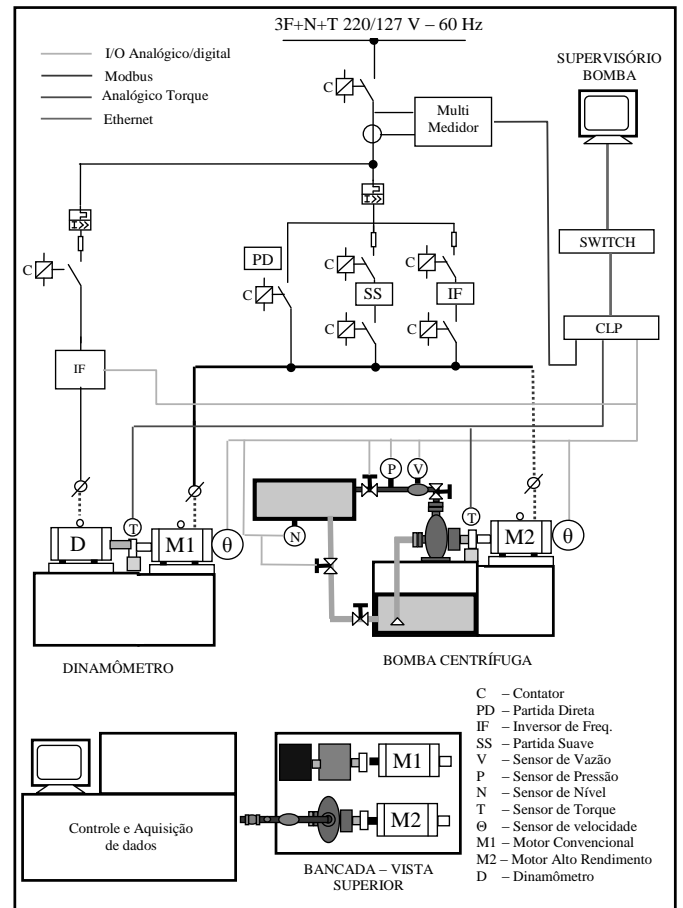 3F+N+T 220/127 V – 60 Hz
I/O Analógico/digital
Modbus
Analógico Torque
Ethernet
SUPERVISÓRIO
BOMBA
C
Multi
Medidor
I>>
I>>
SWITCH
C
PD
C
C
SS
C
C
IF
C
CLP
IF
P
V
T
T
N
D
M1
θ
M2
θ
DINAMÔMETRO
BOMBA CENTRÍFUGA
C – Contator
PD – Partida Direta
IF – Inversor de Freq.
SS – Partida Suave
V – Sensor de Vazão
P – Sensor de Pressão
N – Sensor de Nível
T – Sensor de Torque
Θ – Sensor de velocidade
M1 – Motor Convencional
M2 – Motor Alto Rendimento
D – Dinamômetro
Controle e Aquisição
de dados
M1
M2
BANCADA – VISTA
SUPERIOR